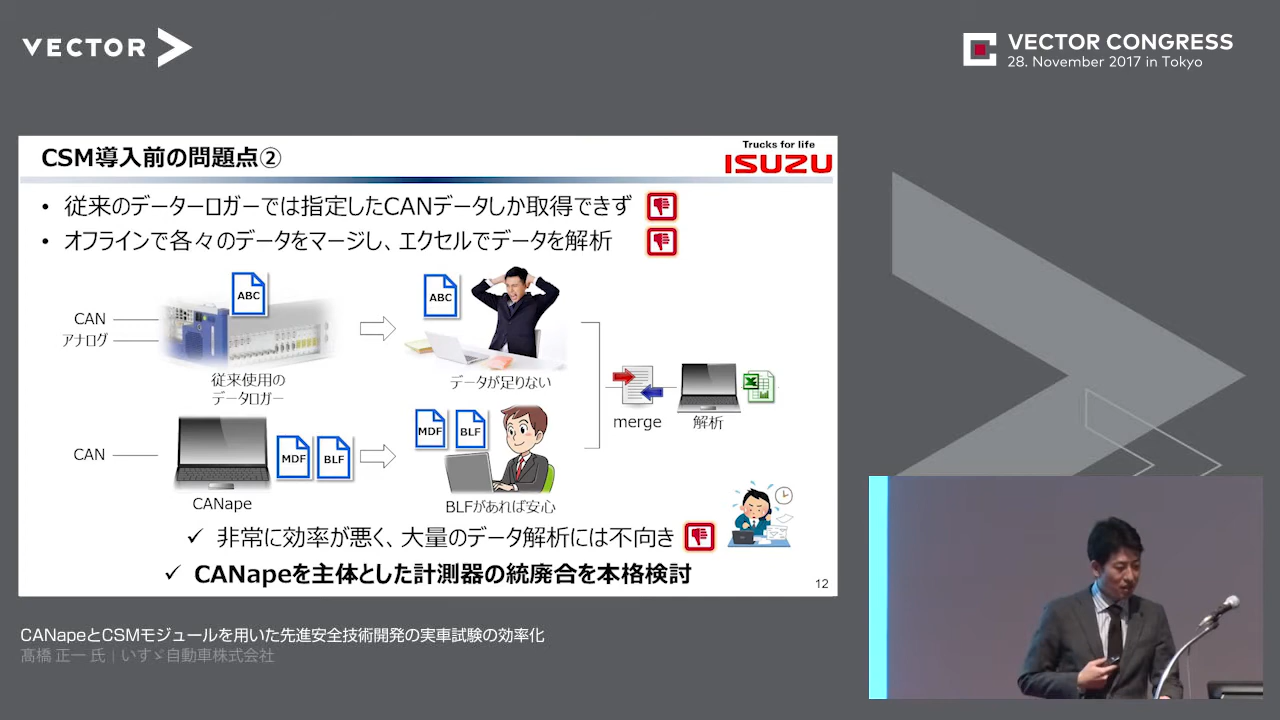 VECTOR
VECTOR CONGRESS
28. November 2017 in Tokyo
CSM導入前の問題点②
Trucks for life
ISUZU
• 従来のデーターロガーでは指定したCANデータしか取得できず
• オフラインで各々のデータをマージし、エクセルでデータを解析
ABC
ABC
CAN
アナログ
従来使用の
データロガー
データが足りない
merge
解析
CAN
MDF
BLF
MDF
BLF
CANape
BLFがあれば安心
✓ 非常に効率が悪く、大量のデータ解析には不向き
✓ CANapeを主体とした計測器の統廃合を本格検討
12
CANapeとCSMモジュールを用いた先進安全技術開発の実車試験の効率化
髙橋 正一 氏｜いすゞ自動車株式会社